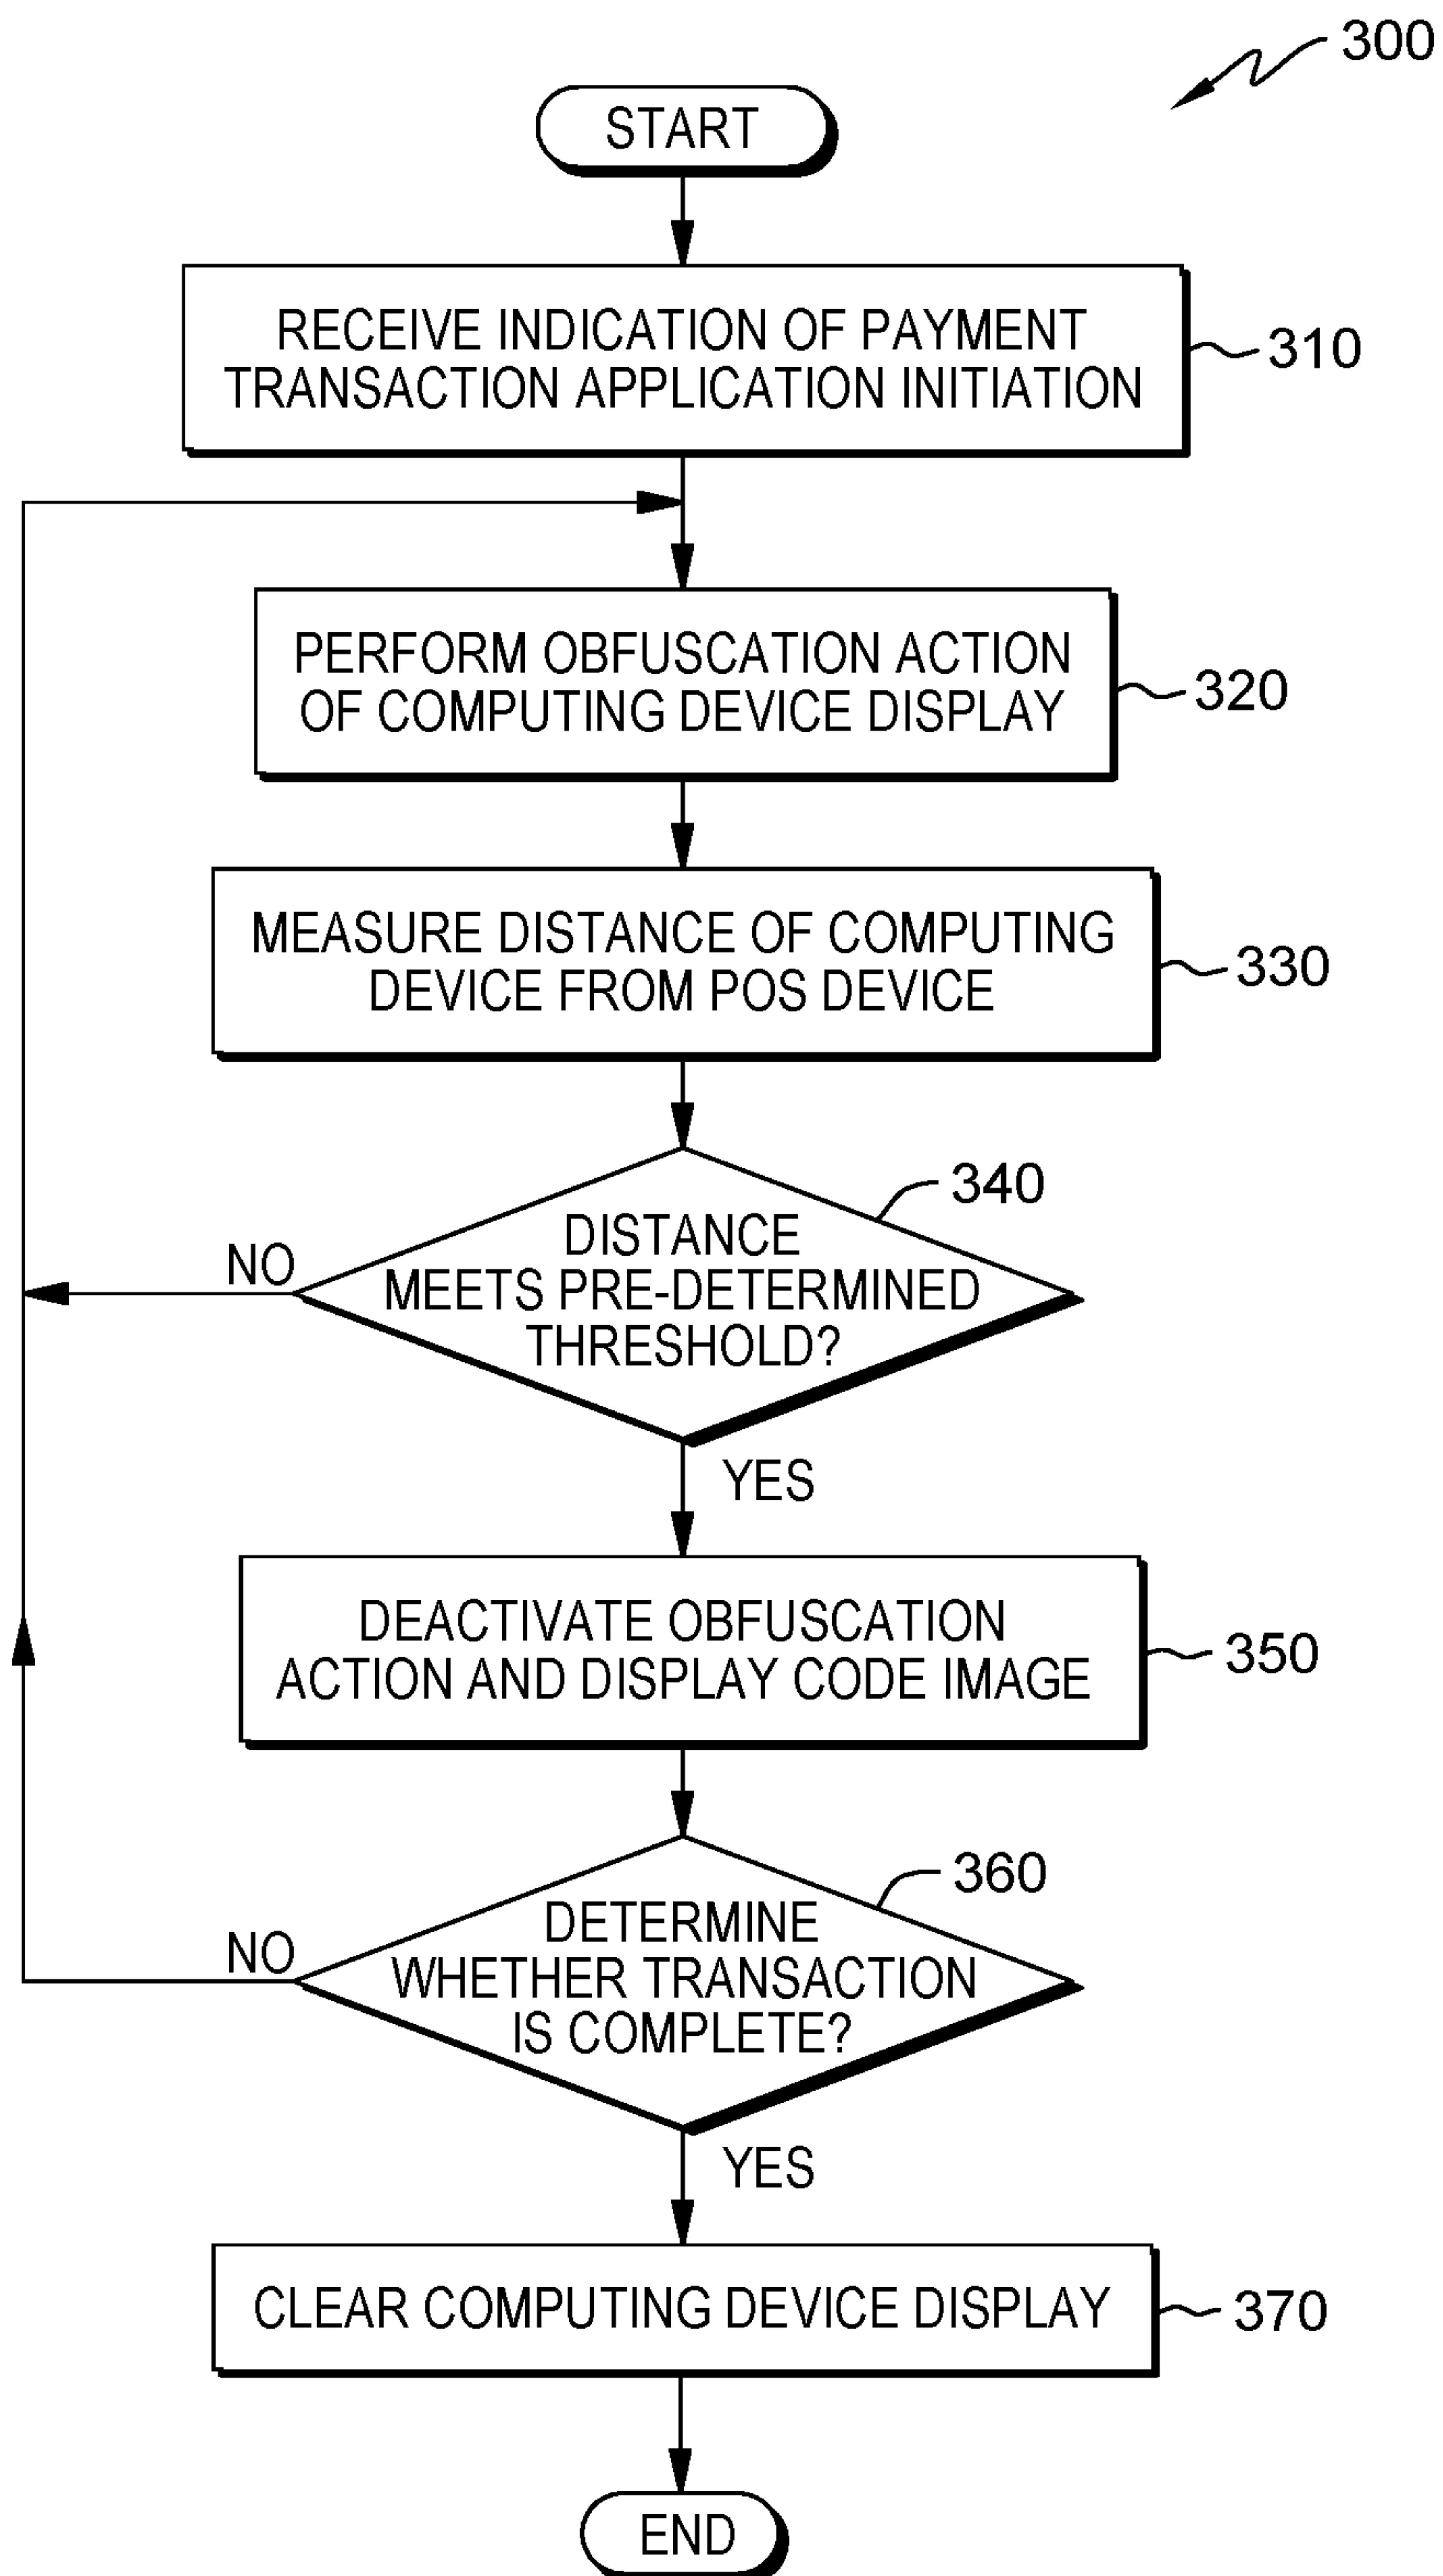 300
START
RECEIVE INDICATION OF PAYMENT
TRANSACTION APPLICATION INITIATION
310
PERFORM OBFUSCATION ACTION
OF COMPUTING DEVICE DISPLAY
320
MEASURE DISTANCE OF COMPUTING
DEVICE FROM POS DEVICE
330
340
DISTANCE
MEETS PRE-DETERMINED
THRESHOLD?
NO
YES
DEACTIVATE OBFUSCATION
ACTION AND DISPLAY CODE IMAGE
350
360
DETERMINE
WHETHER TRANSACTION
IS COMPLETE?
NO
YES
CLEAR COMPUTING DEVICE DISPLAY
370
END